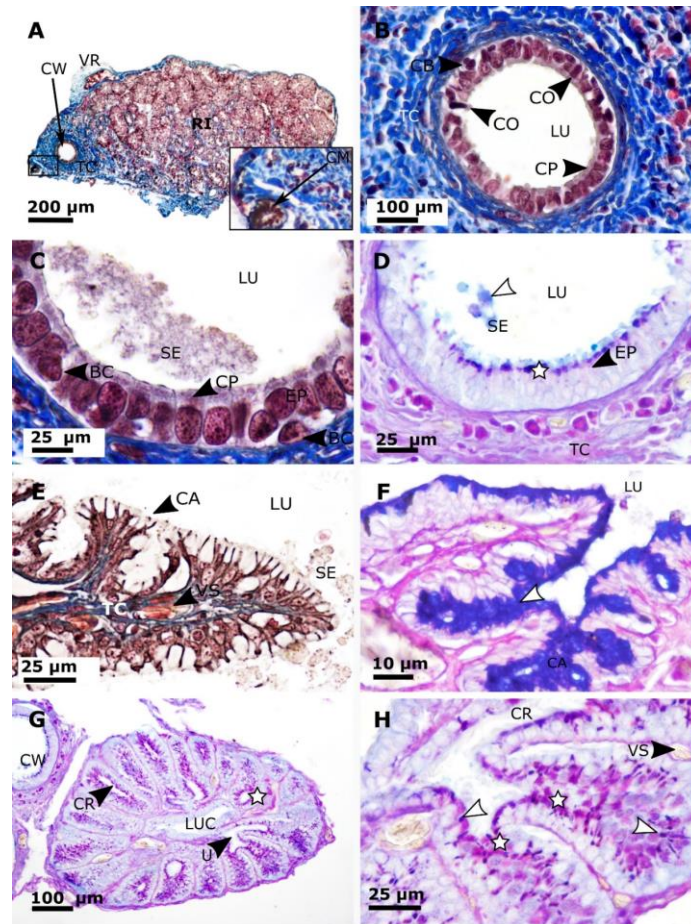 A
CW
VR
RI
TC
CM
200 µm
B
CB
CO
TC
CO
LU
CP
100 µm
C
LU
SE
CP
BC
EP
BC
25 µm
D
LU
SE
EP
TC
25 µm
E
CA
LU
SE
VS
TC
25 µm
F
LU
CA
10 µm
G
CW
CR
LUC
U
100 µm
H
CR
VS
25 µm